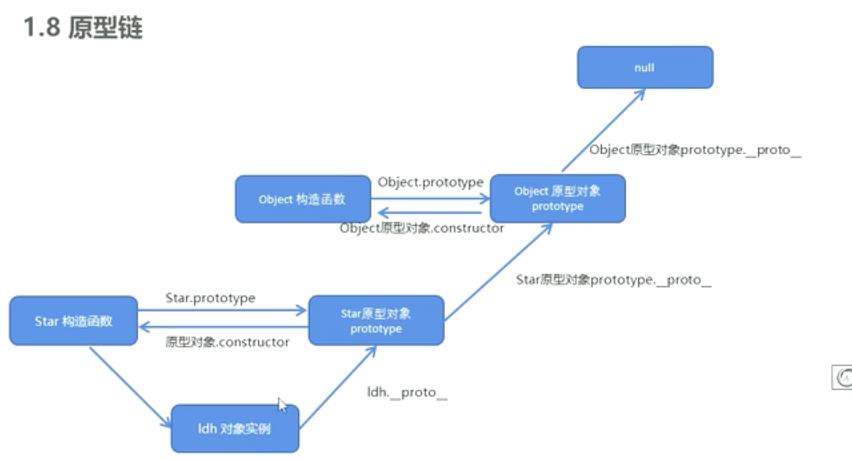 1.8 原型链
null
Object原型对象prototype.__proto__
Object.prototype
Object 构造函数
Object 原型对象
prototype
Object原型对象.constructor
Star原型对象prototype.__proto__
Star.prototype
Star 构造函数
Star原型对象
prototype
原型对象.constructor
ldh.__proto__
ldh 对象实例